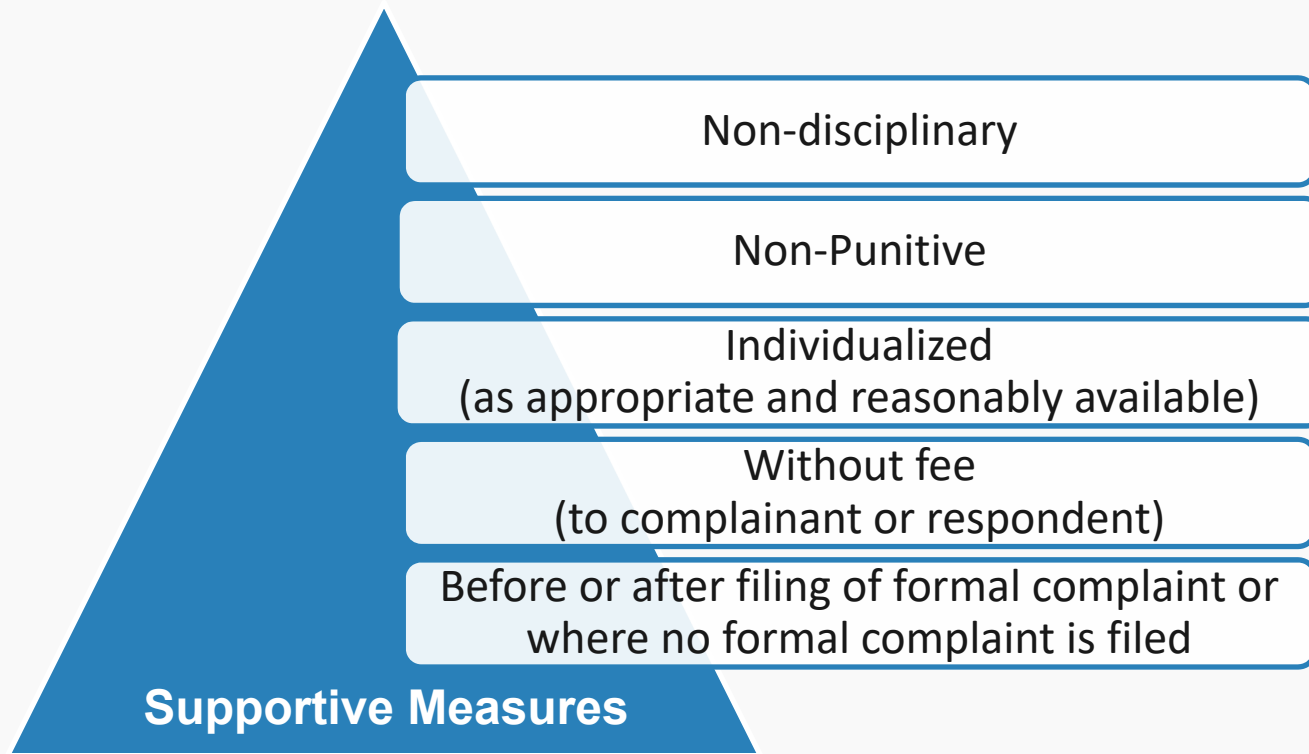 Non-disciplinary
Non-Punitive
Individualized
(as appropriate and reasonably available)
Without fee
(to complainant or respondent)
Before or after filing of formal complaint or
where no formal complaint is filed
Supportive Measures